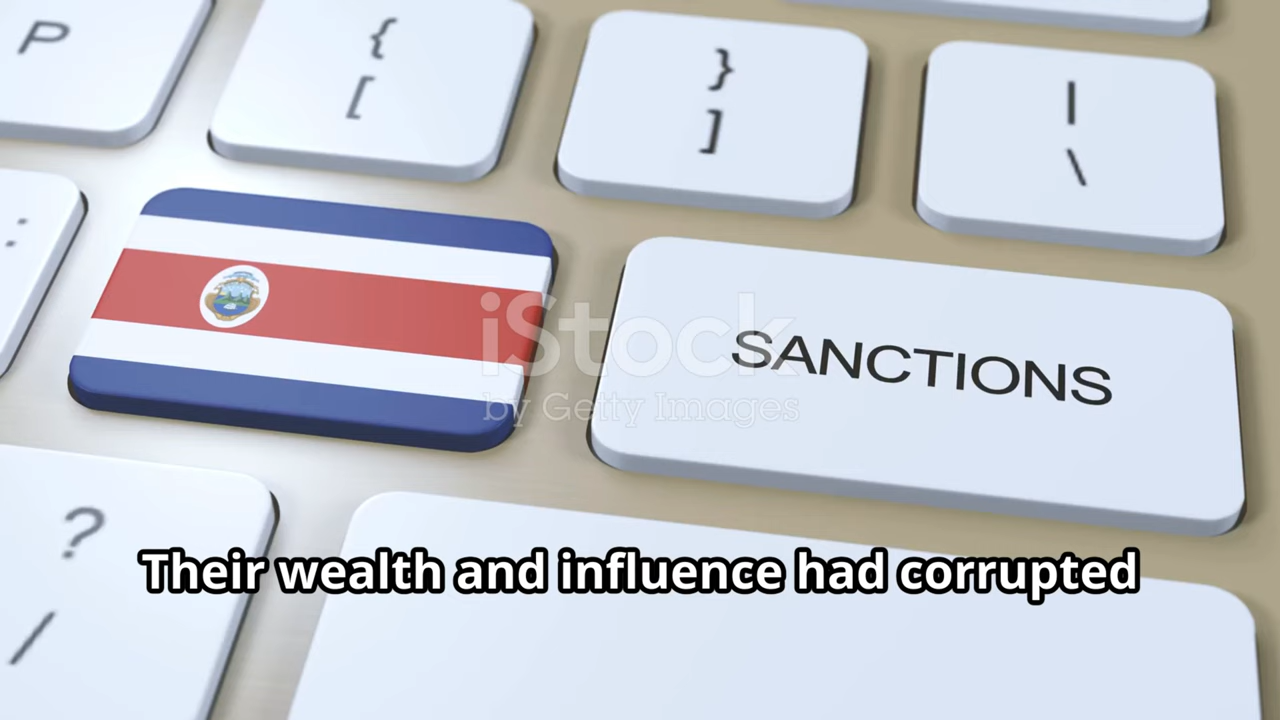 P
{
[
}
]
|
\
:
iStock
by Getty Images
SANCTIONS
?
/
Their wealth and influence had corrupted